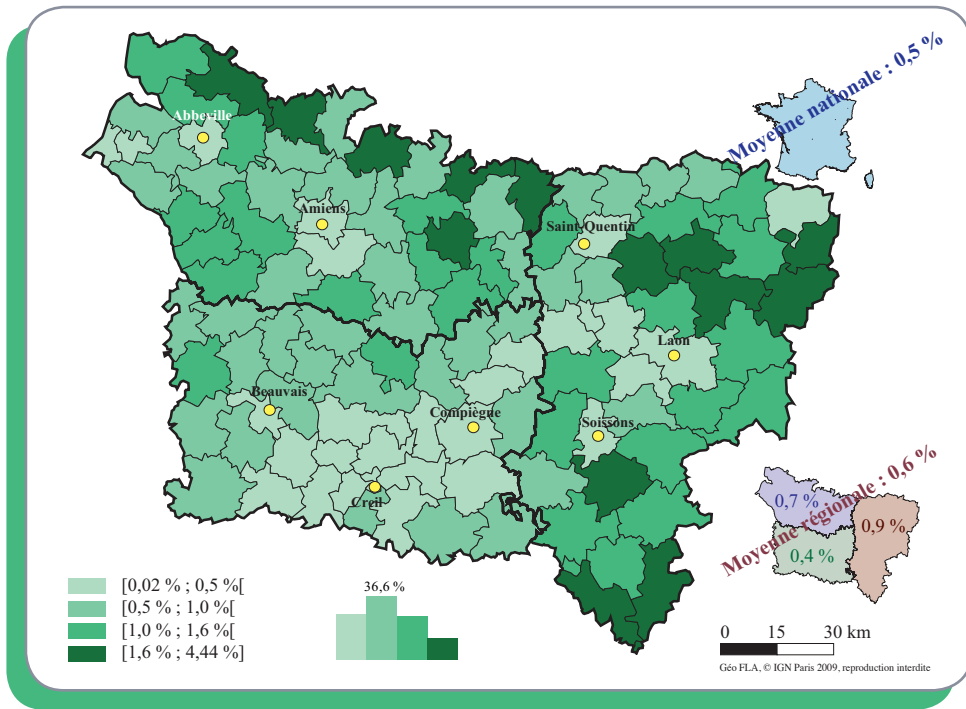 Moyenne nationale : 0,5 %
Abbeville
Amiens
Saint-Quentin
Laon
Beauvais
Compiègne
Soissons
Creil
Moyenne régionale : 0,6 %
0,7 %
0,9 %
0,4 %
[0,02 % ; 0,5 %[
[0,5 % ; 1,0 %[
[1,0 % ; 1,6 %[
[1,6 % ; 4,44 %]
36,6 %
0 15 30 km
Géo FLA, © IGN Paris 2009, reproduction interdite